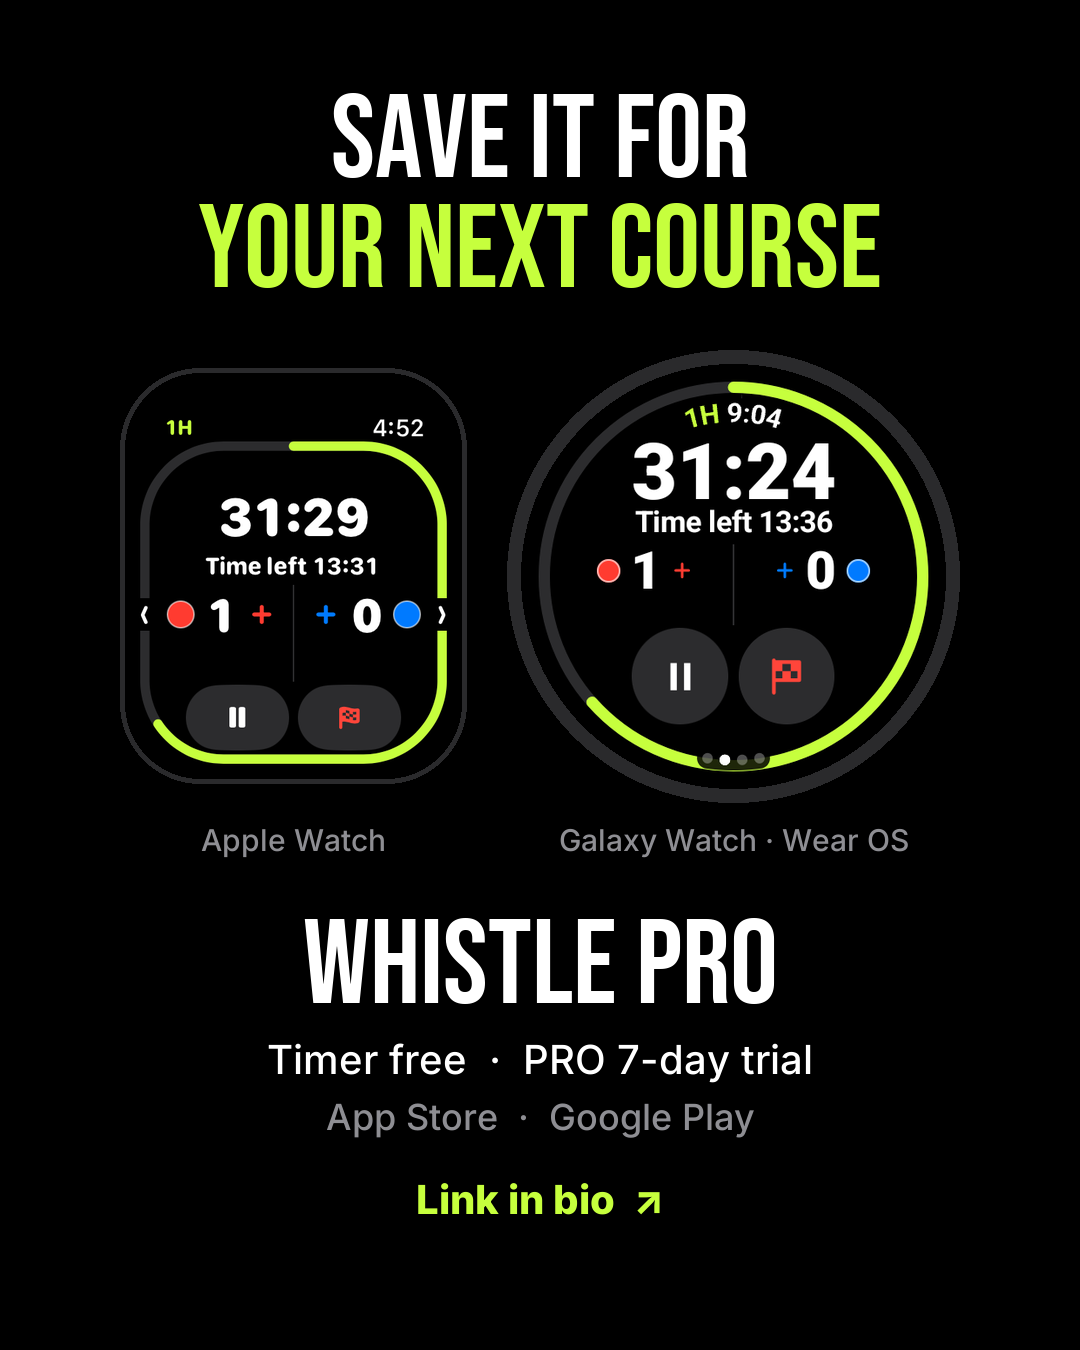 SAVE IT FOR
YOUR NEXT COURSE
1H 4:52
31:29
Time left 13:31
1 + + 0
Apple Watch
1H 9:04
31:24
Time left 13:36
1 + + 0
Galaxy Watch · Wear OS
WHISTLE PRO
Timer free · PRO 7-day trial
App Store · Google Play
Link in bio ↗